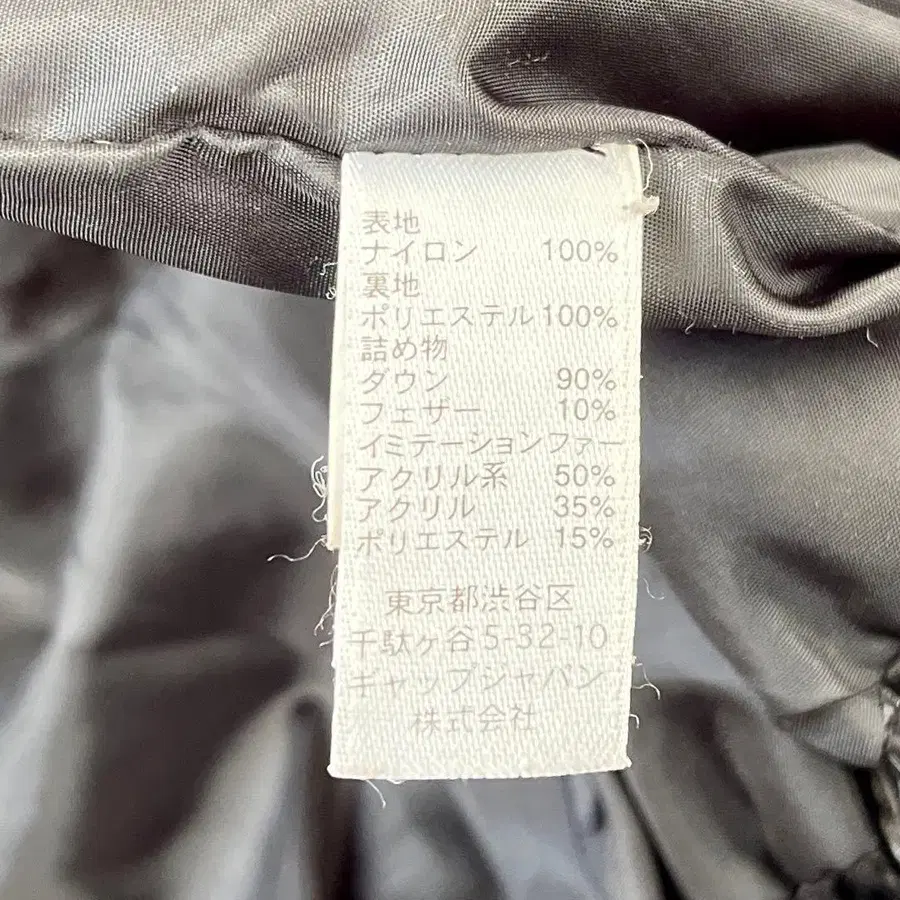 表地
ナイロン 100%
裏地
ポリエステル 100%
詰め物
ダウン 90%
フェザー 10%
イミテーションファー
アクリル系 50%
アクリル 35%
ポリエステル 15%
東京都渋谷区
千駄ヶ谷 5-32-10
ギャップジャパン
株式会社